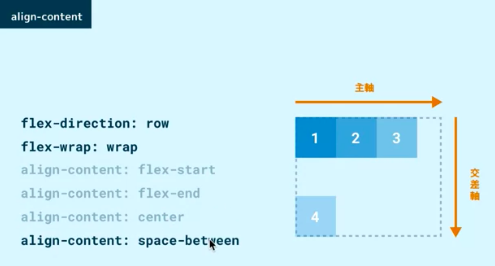 align-content
flex-direction: row
flex-wrap: wrap
align-content: flex-start
align-content: flex-end
align-content: center
align-content: space-between
主軸
1 2 3
4
交差軸